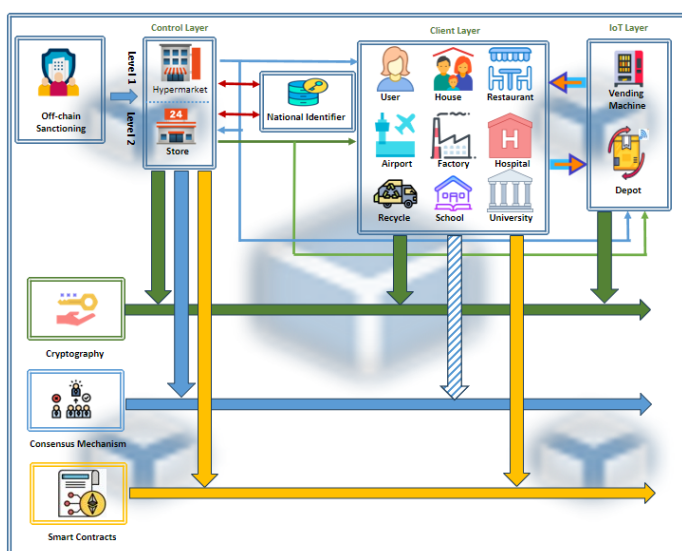 Control Layer
Client Layer
IoT Layer
Level 1
Level 2
Off-chain
Sanctioning
Hypermarket
24
Store
National Identifier
User
House
Restaurant
Airport
Factory
H
Hospital
Recycle
School
University
Vending
Machine
Depot
Cryptography
Consensus Mechanism
Smart Contracts